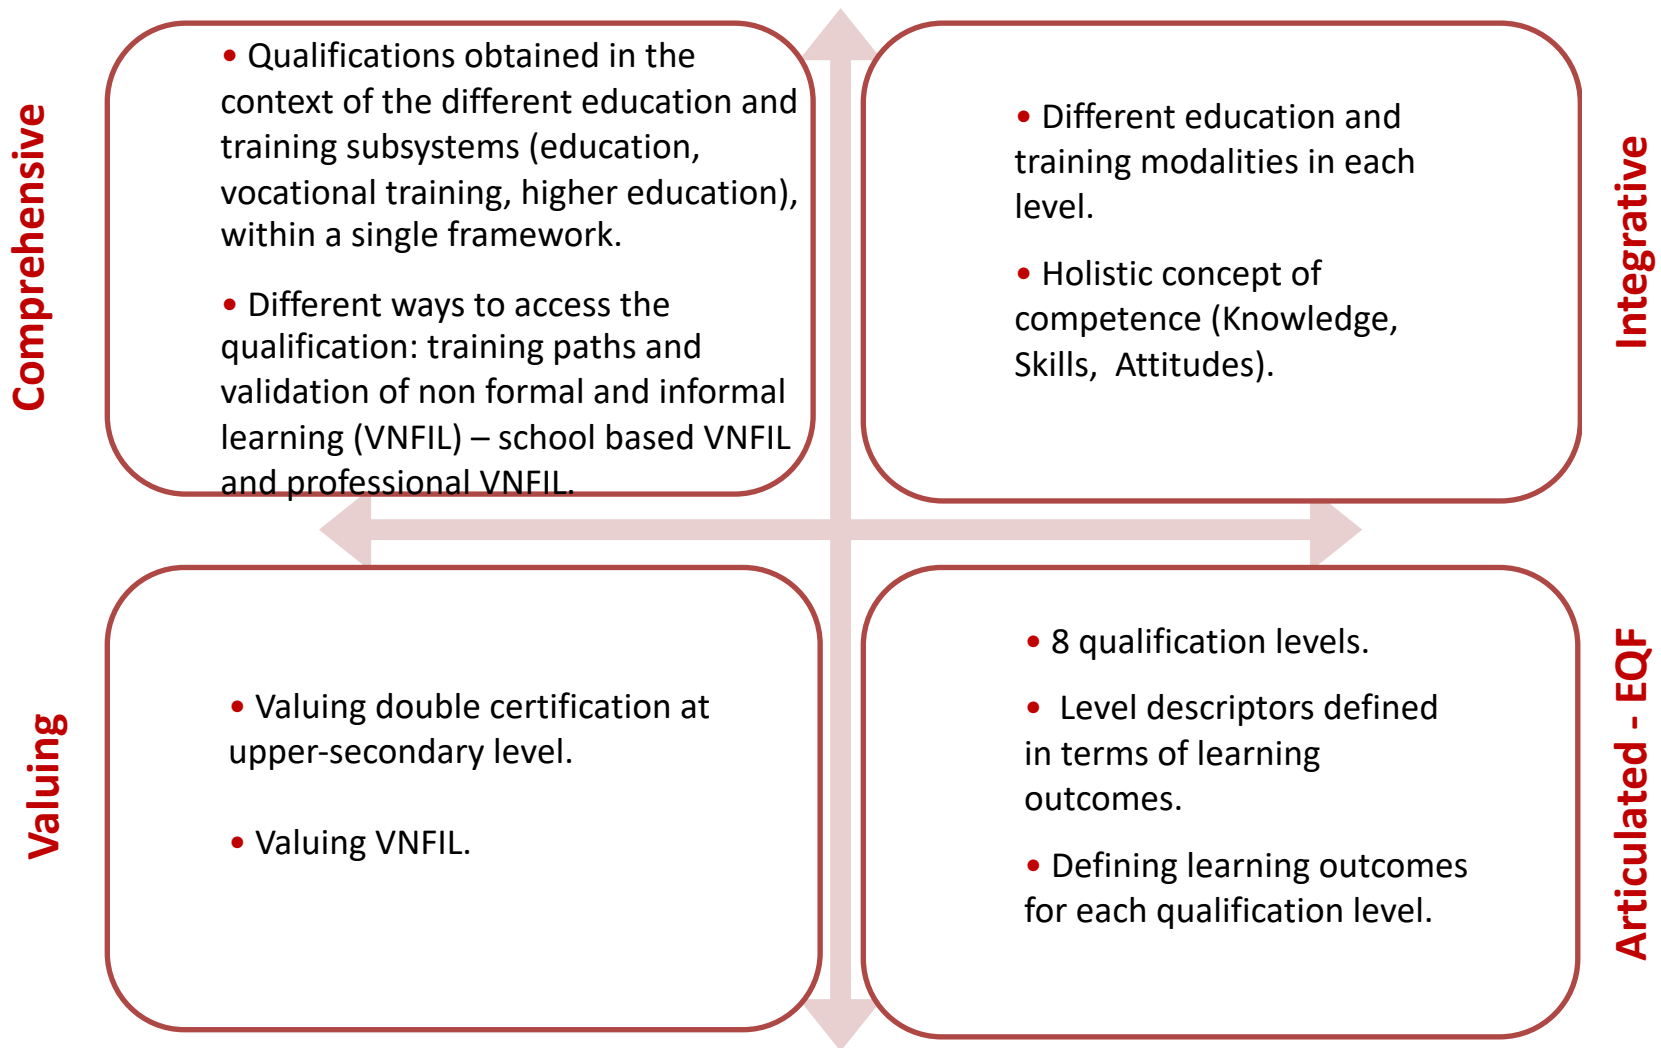 Comprehensive
• Qualifications obtained in the
context of the different education and
training subsystems (education,
vocational training, higher education),
within a single framework.
• Different ways to access the
qualification: training paths and
validation of non formal and informal
learning (VNFIL) – school based VNFIL
and professional VNFIL.
• Different education and
training modalities in each
level.
• Holistic concept of
competence (Knowledge,
Skills, Attitudes).
Integrative
Valuing
• Valuing double certification at
upper-secondary level.
• Valuing VNFIL.
• 8 qualification levels.
• Level descriptors defined
in terms of learning
outcomes.
• Defining learning outcomes
for each qualification level.
Articulated - EQF